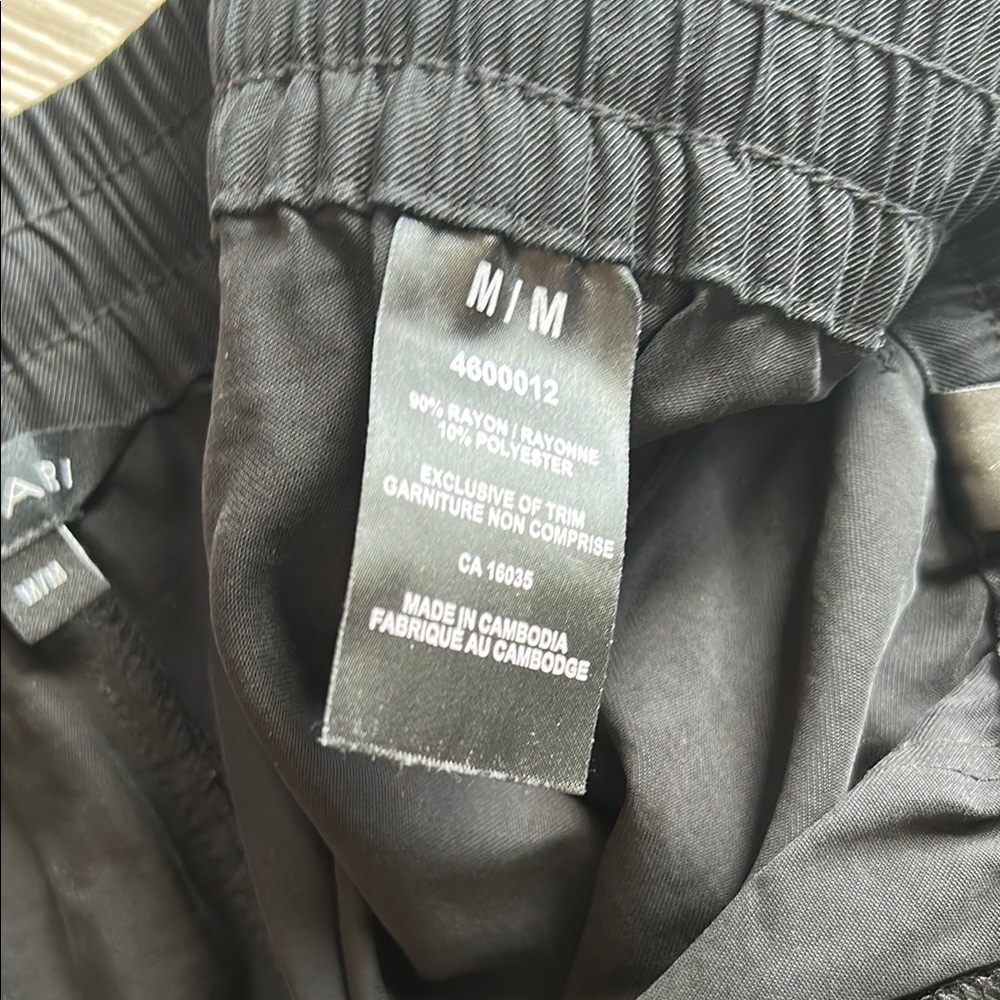 M / M
4600012
90% RAYON / RAYONNE
10% POLYESTER
EXCLUSIVE OF TRIM
GARNITURE NON COMPRISE
CA 16035
MADE IN CAMBODIA
FABRIQUÉ AU CAMBODGE
M/M